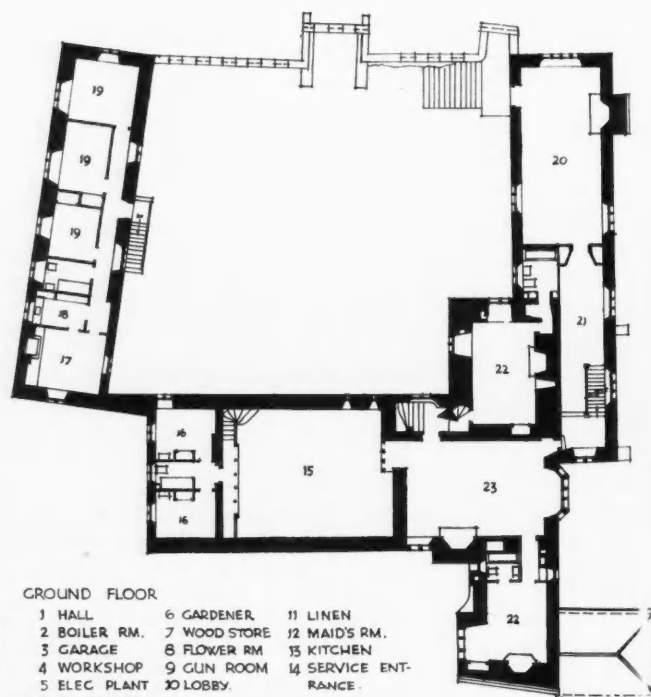 19
19
20
19
18
17
21
22
16
15
23
16
22
GROUND FLOOR
1 HALL 6 GARDENER 11 LINEN
2 BOILER RM. 7 WOOD STORE 12 MAID'S RM.
3 GARAGE 8 FLOWER RM 13 KITCHEN
4 WORKSHOP 9 GUN ROOM 14 SERVICE ENT-
5 ELEC PLANT 10 LOBBY. RANCE.